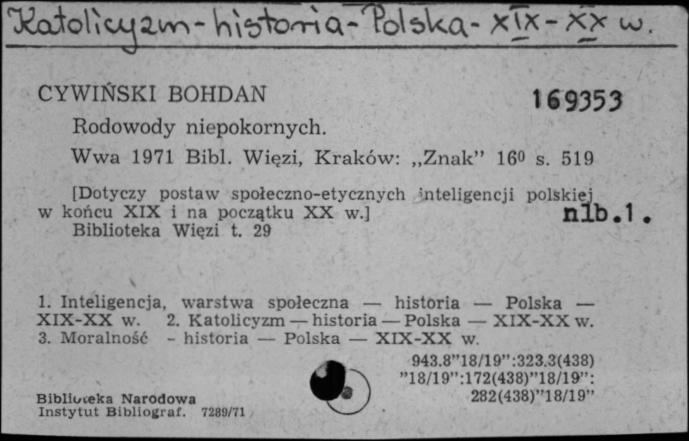 Katolicyzm - historia - Polska - XIX - XX w.
CYWIŃSKI BOHDAN
169353
Rodowody niepokornych.
Wwa 1971 Bibl. Więzi, Kraków: „Znak” 16⁰ s. 519
[Dotyczy postaw społeczno-etycznych inteligencji polskiej
w końcu XIX i na początku XX w.]
nlb.1.
Biblioteka Więzi t. 29
1. Inteligencja, warstwa społeczna — historia — Polska —
XIX-XX w. 2. Katolicyzm — historia — Polska — XIX-XX w.
3. Moralność - historia — Polska — XIX-XX w.
943.8”18/19”:323.3(438)
”18/19”:172(438)”18/19”:
282(438)”18/19”
Biblioteka Narodowa
Instytut Bibliograf. 7289/71